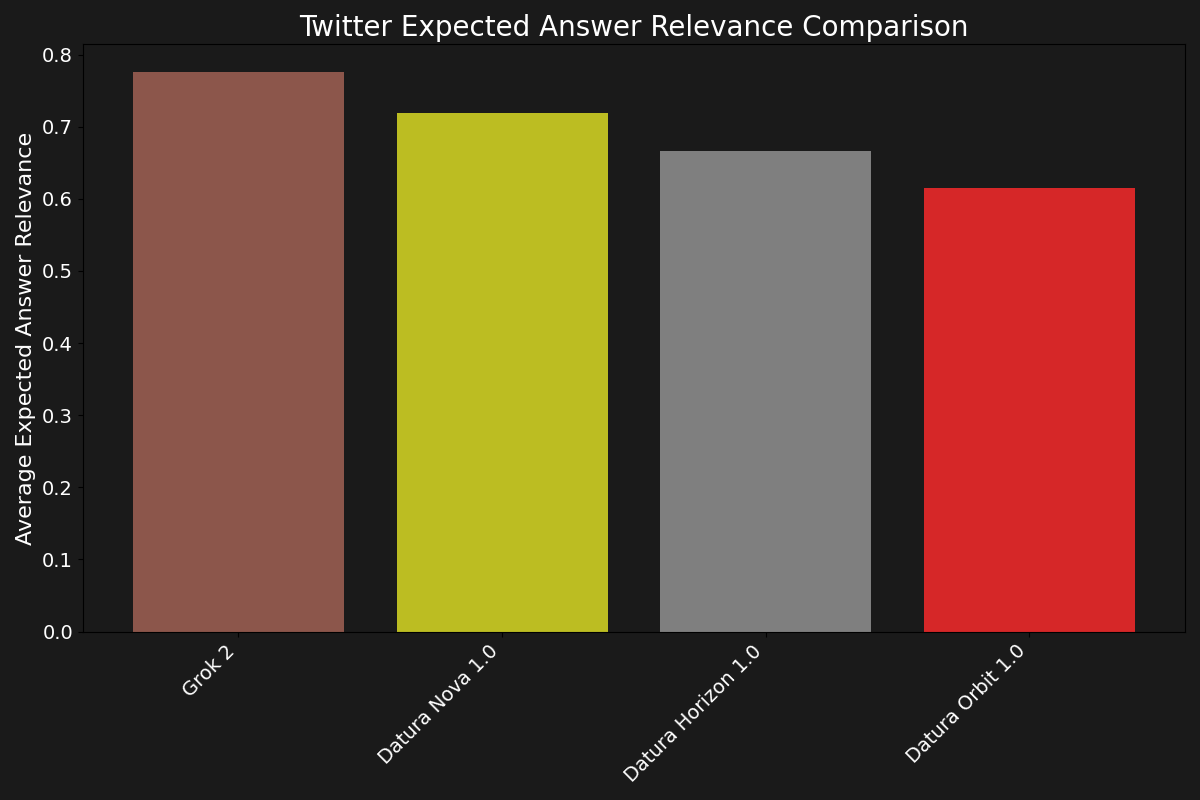 Twitter Expected Answer Relevance Comparison
Average Expected Answer Relevance
0.8
0.7
0.6
0.5
0.4
0.3
0.2
0.1
0.0
Grok 2
Datura Nova 1.0
Datura Horizon 1.0
Datura Orbit 1.0